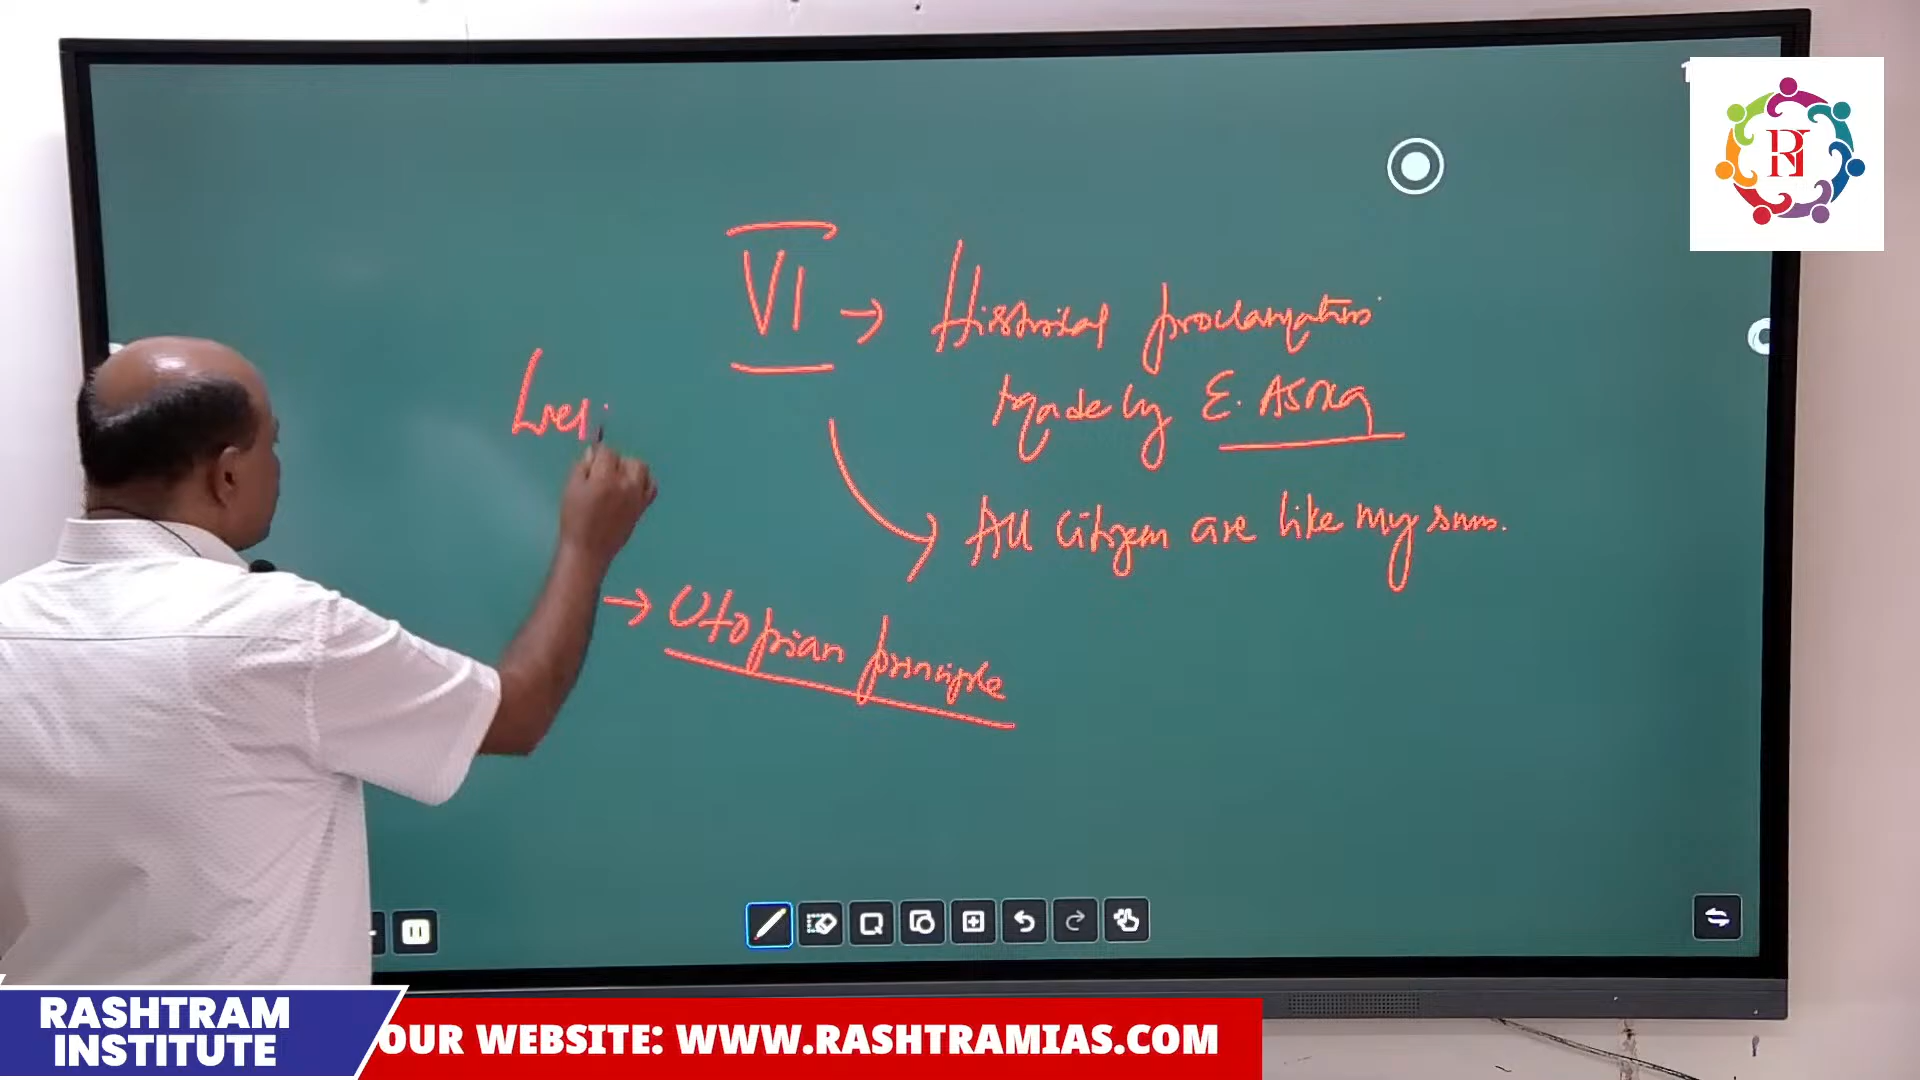 VI → Historical proclamation
made by E. Asoka
All citizen are like my sons.
→ Utopian principle
RI
RASHTRAM
INSTITUTE
OUR WEBSITE: WWW.RASHTRAMIAS.COM